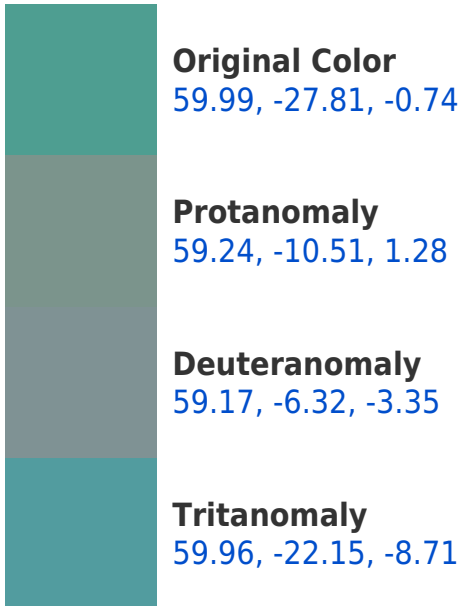 Original Color
59.99, -27.81, -0.74
Protanomaly
59.24, -10.51, 1.28
Deuteranomaly
59.17, -6.32, -3.35
Tritanomaly
59.96, -22.15, -8.71